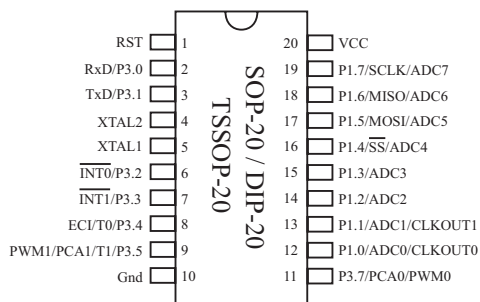 RST 1 20 VCC
RxD/P3.0 2 19 P1.7/SCLK/ADC7
TxD/P3.1 3 18 P1.6/MISO/ADC6
XTAL2 4 17 P1.5/MOSI/ADC5
XTAL1 5 16 P1.4/S̅S̅/ADC4
I̅N̅T̅0̅/P3.2 6 15 P1.3/ADC3
I̅N̅T̅1̅/P3.3 7 14 P1.2/ADC2
ECI/T0/P3.4 8 13 P1.1/ADC1/CLKOUT1
PWM1/PCA1/T1/P3.5 9 12 P1.0/ADC0/CLKOUT0
Gnd 10 11 P3.7/PCA0/PWM0
SOP-20 / DIP-20
TSSOP-20